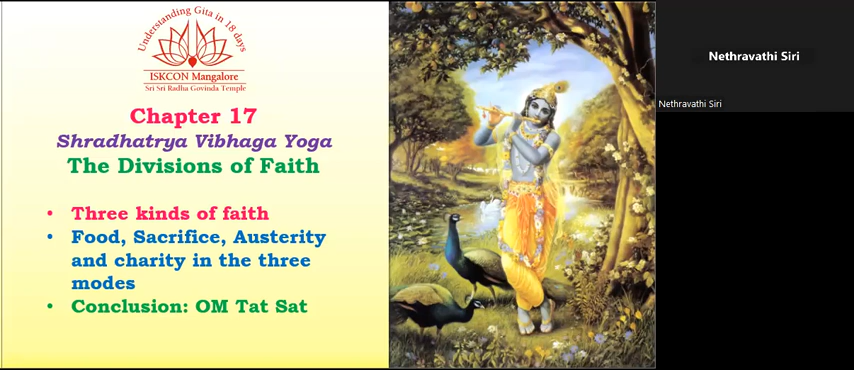 Understanding Gita in 18 days
ISKCON Mangalore
Sri Sri Radha Govinda Temple
Chapter 17
Shradhatrya Vibhaga Yoga
The Divisions of Faith
• Three kinds of faith
• Food, Sacrifice, Austerity
and charity in the three
modes
• Conclusion: OM Tat Sat
Nethravathi Siri
Nethravathi Siri